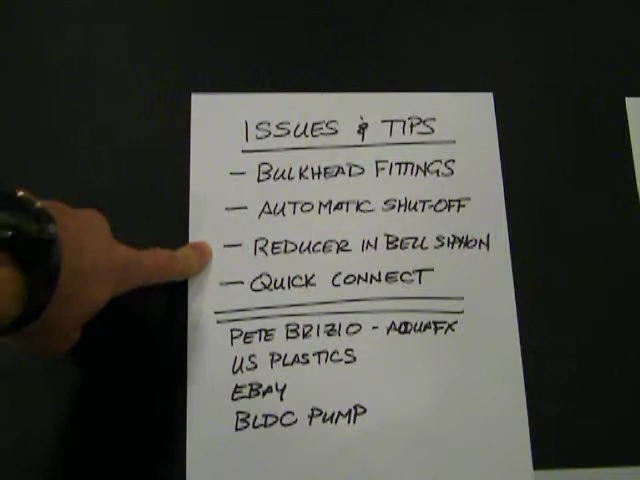 ISSUES & TIPS
- BULKHEAD FITTINGS
- AUTOMATIC SHUT-OFF
- REDUCER IN BELL SIPHON
- QUICK CONNECT
PETE BRIZIO - AQUAFX
US PLASTICS
EBAY
BLDC PUMP